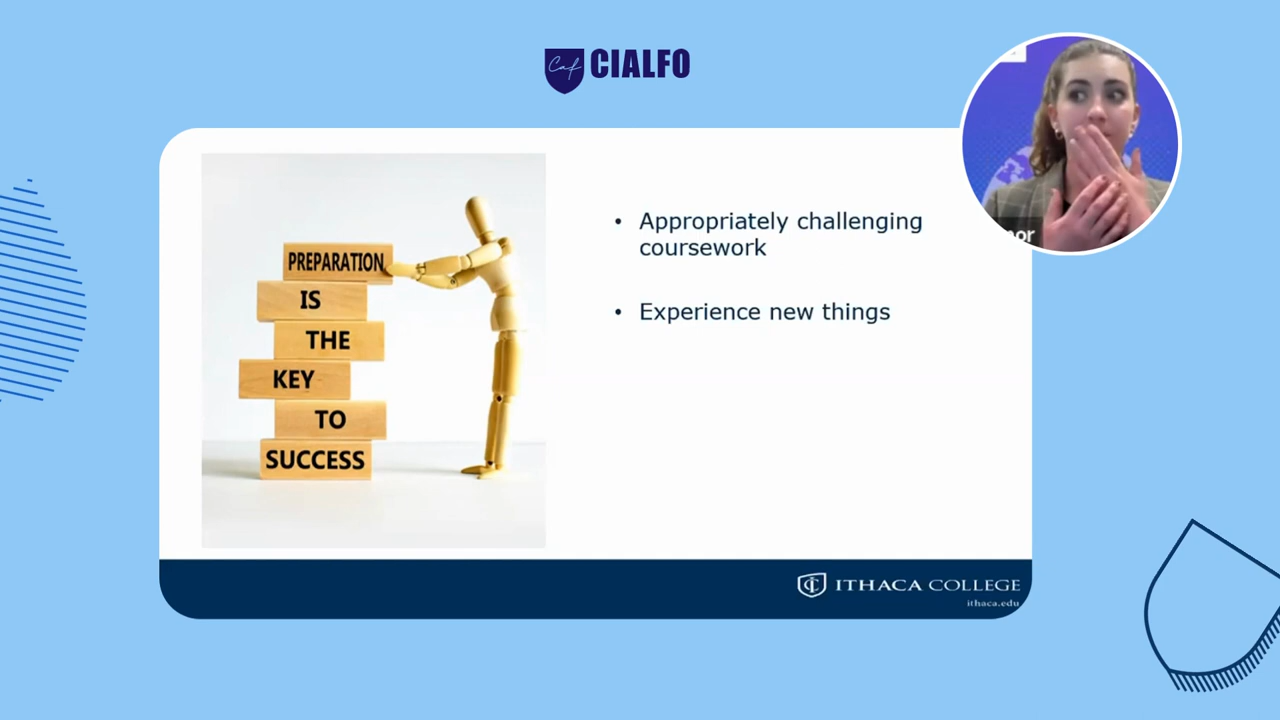 CIALFO
PREPARATION
IS
THE
KEY
TO
SUCCESS
• Appropriately challenging
coursework
• Experience new things
ITHACA COLLEGE
ithaca.edu